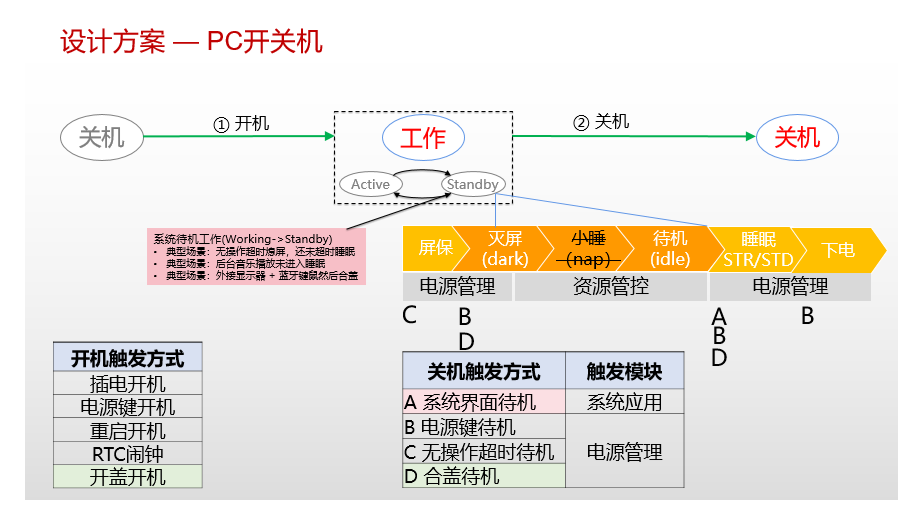 设计方案 — PC开关机
关机
① 开机
工作
② 关机
关机
Active
Standby
系统待机工作(Working->Standby)
• 典型场景：无操作超时熄屏，还未超时睡眠
• 典型场景：后台音乐播放未进入睡眠
• 典型场景：外接显示器 + 蓝牙键鼠然后合盖
屏保
灭屏
(dark)
小睡
（nap）
待机
(idle)
睡眠
STR/STD
下电
电源管理
资源管控
电源管理
C
B
D
A
B
D
B
开机触发方式
插电开机
电源键开机
重启开机
RTC闹钟
开盖开机
关机触发方式 触发模块
A 系统界面待机 系统应用
B 电源键待机
C 无操作超时待机 电源管理
D 合盖待机